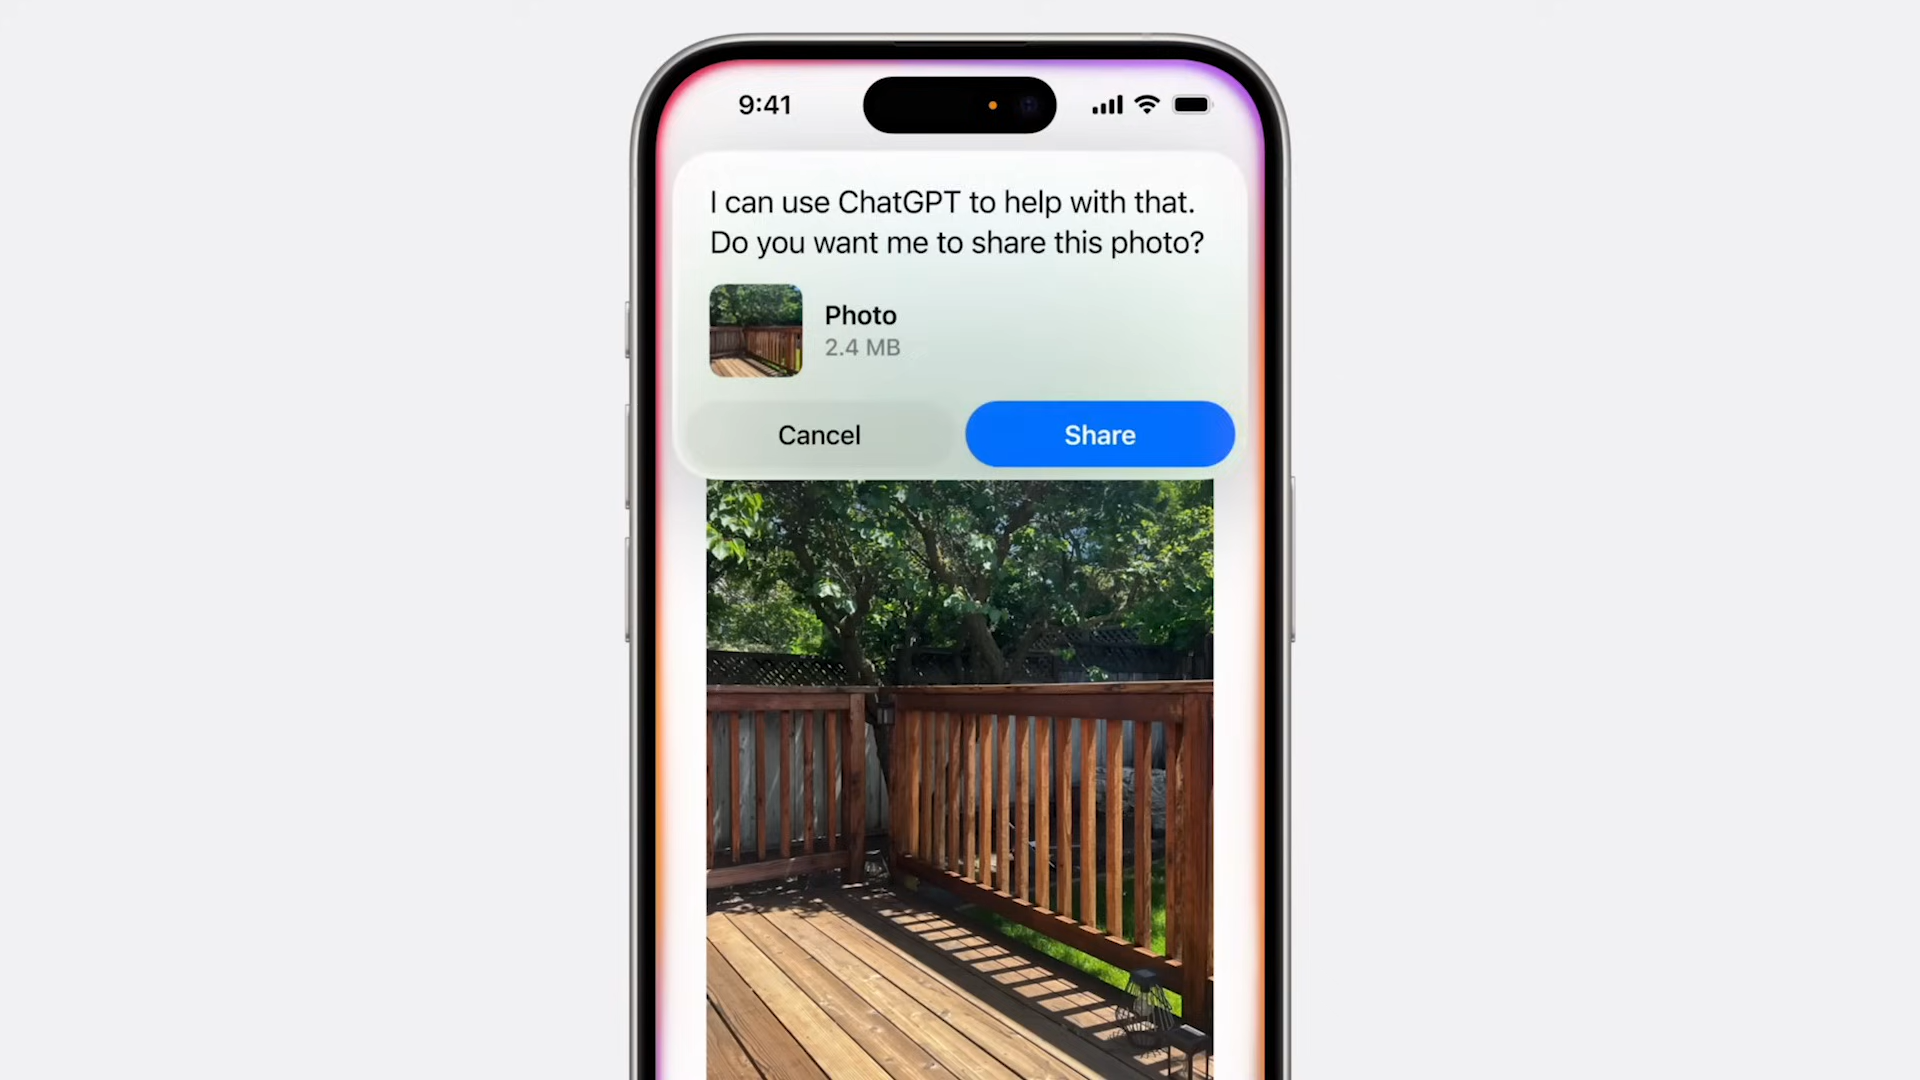 9:41
I can use ChatGPT to help with that.
Do you want me to share this photo?
Photo
2.4 MB
Cancel
Share